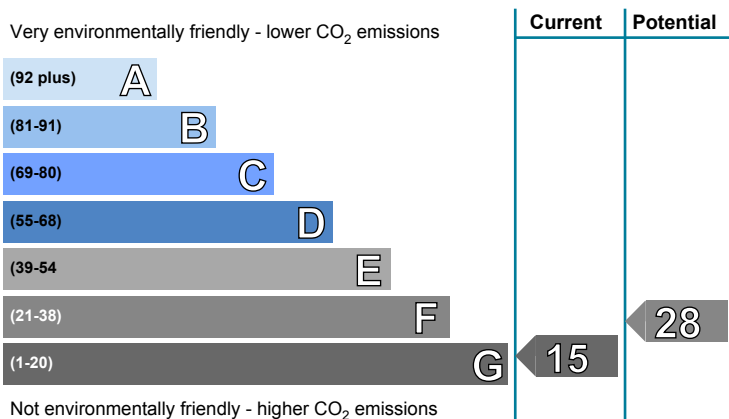 Current Potential
Very environmentally friendly - lower CO2 emissions
(92 plus) A
(81-91) B
(69-80) C
(55-68) D
(39-54 E
(21-38) F
28
(1-20) G
15
Not environmentally friendly - higher CO2 emissions